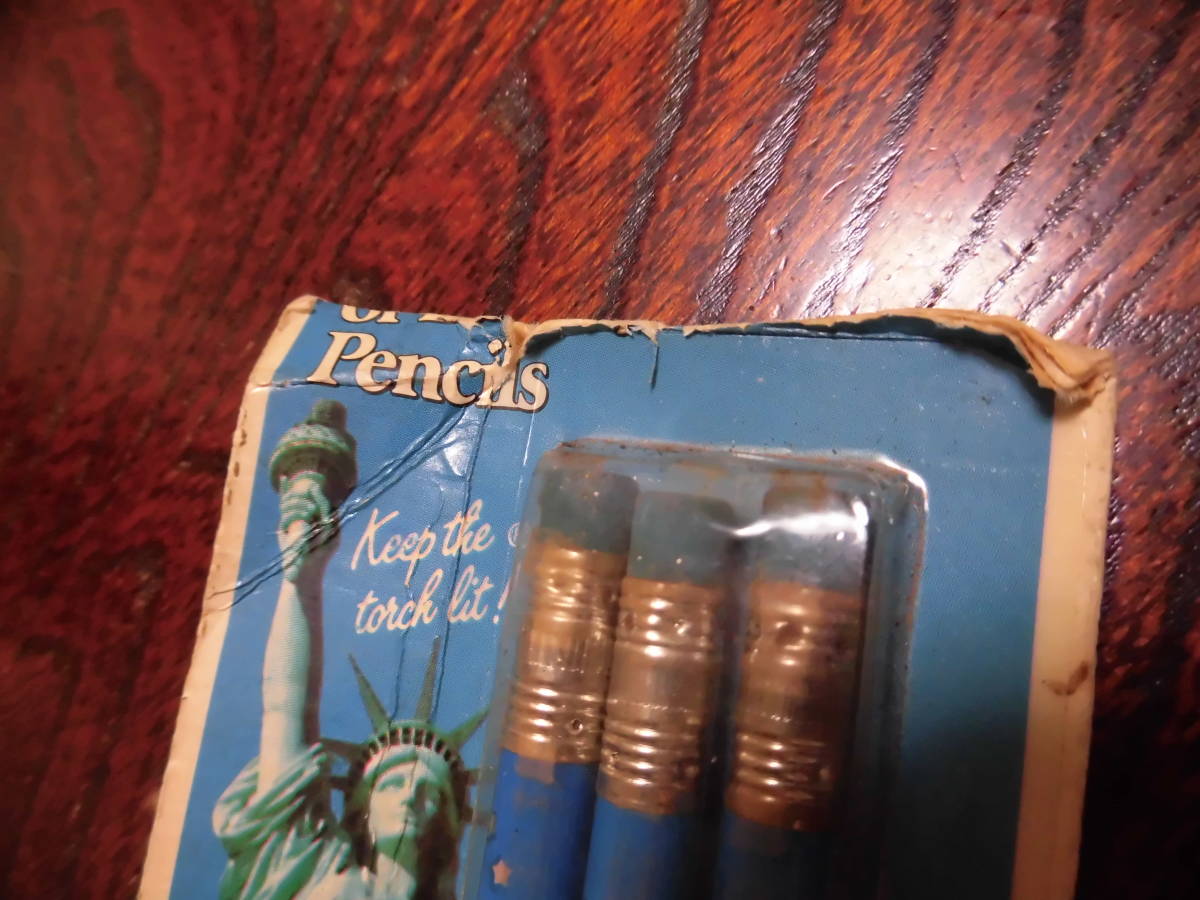 Pencils
Keep the
torch lit!